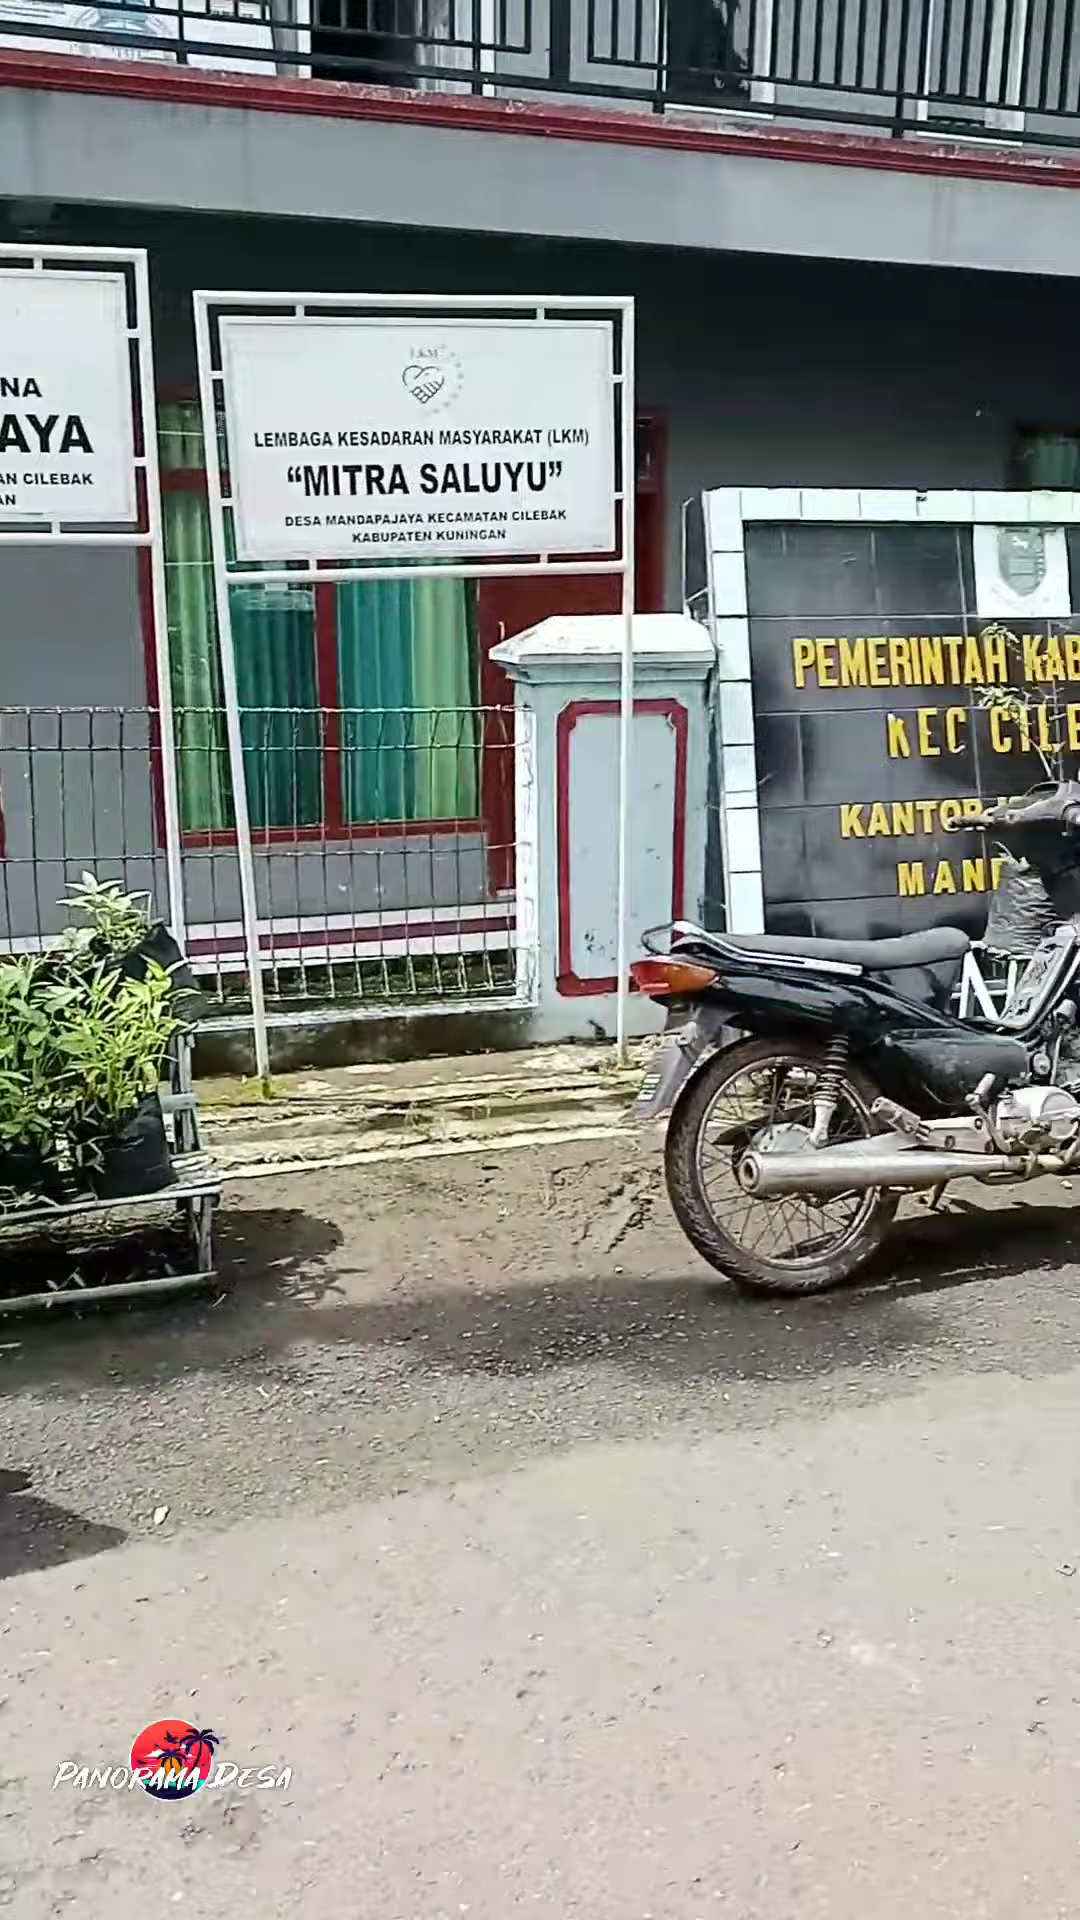 NA
AYA
AN CILEBAK
AN
LKM
LEMBAGA KESADARAN MASYARAKAT (LKM)
“MITRA SALUYU”
DESA MANDAPAJAYA KECAMATAN CILEBAK
KABUPATEN KUNINGAN
PEMERINTAH KAB
KEC CILE
KANTOR
MAND
PANORAMA DESA